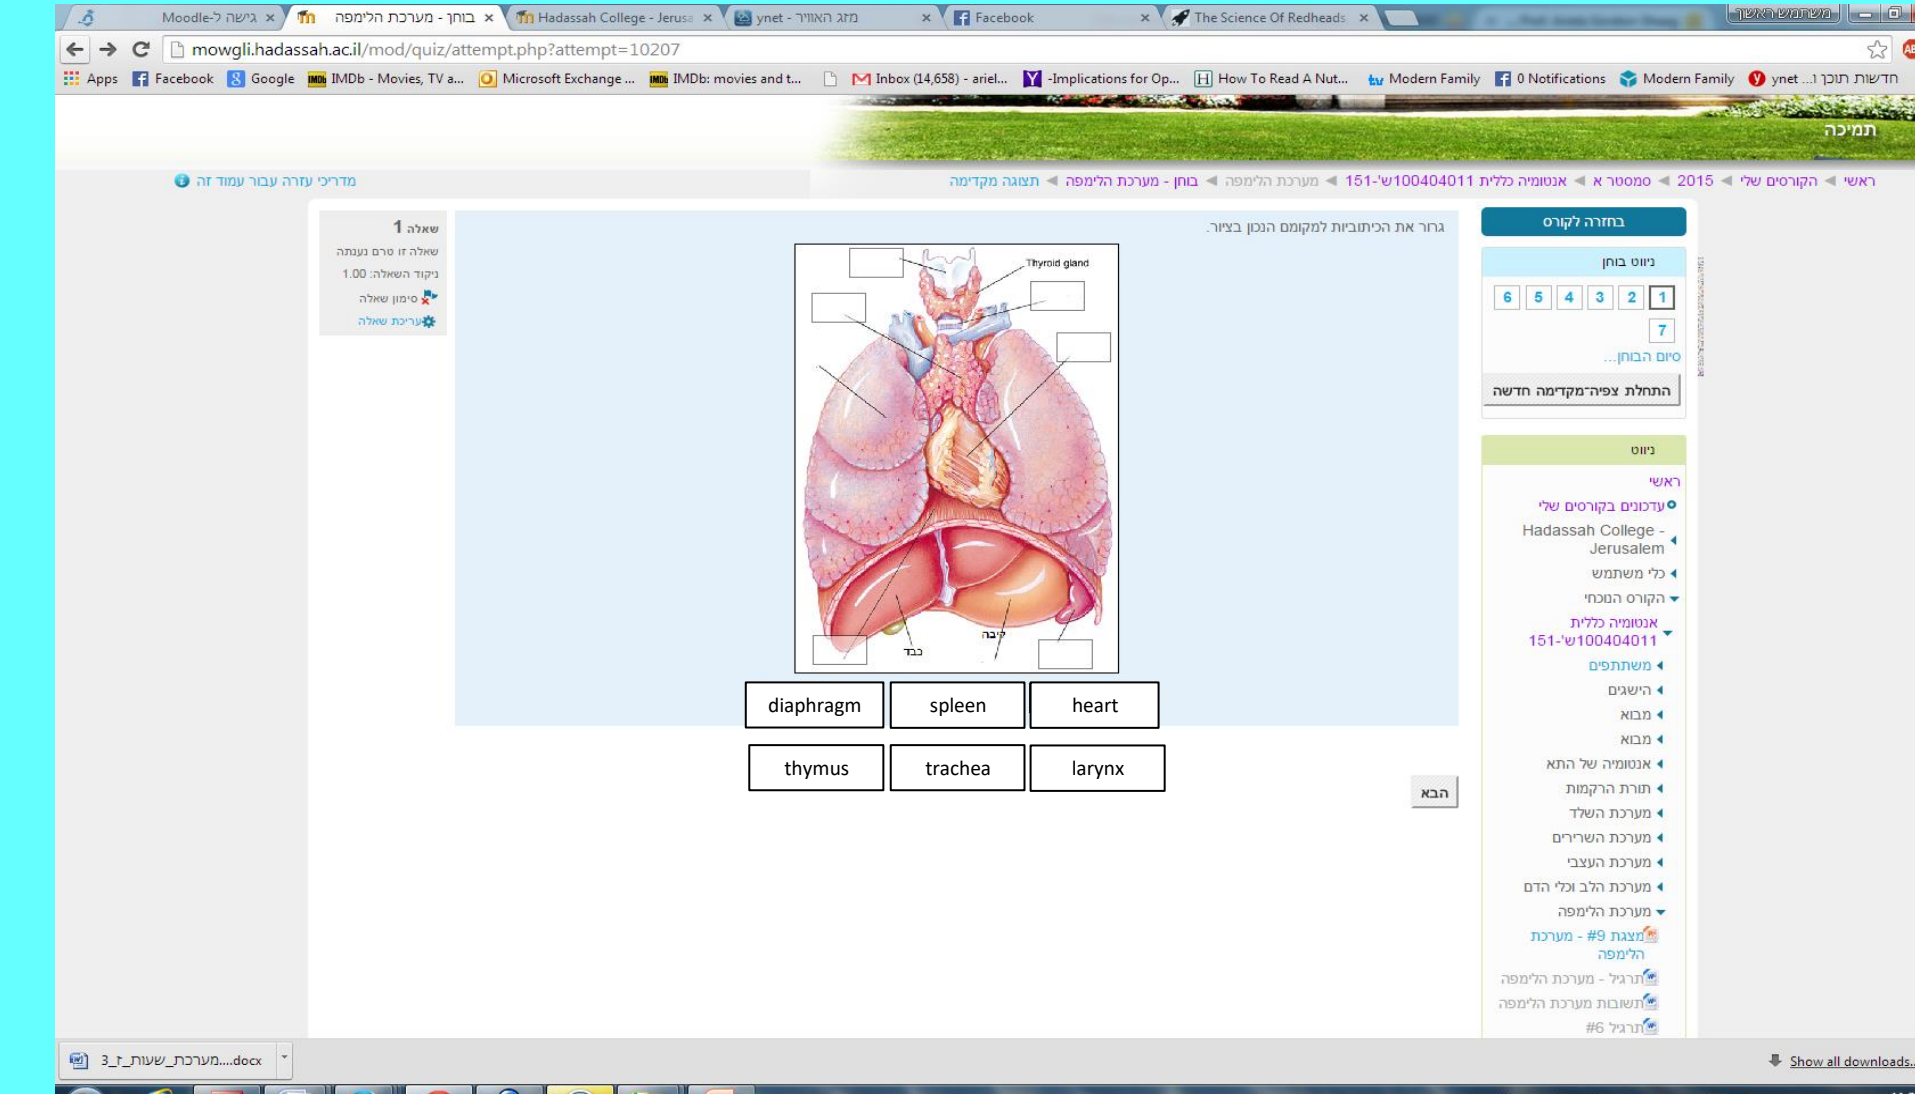 גישה ל-Moodle
בוחן - מערכת הלימפה
Hadassah College - Jerusa
מזג האוויר - ynet
Facebook
The Science Of Redheads
משתמש ראשון
mowgli.hadassah.ac.il/mod/quiz/attempt.php?attempt=10207
Apps
Facebook
Google
IMDb - Movies, TV a...
Microsoft Exchange ...
IMDb: movies and t...
Inbox (14,658) - ariel...
-Implications for Op...
How To Read A Nut...
Modern Family
0 Notifications
Modern Family
ynet ...חדשות תוכן ו
תמיכה
ראשי ◄ הקורסים שלי ◄ 2015 ◄ סמסטר א ◄ אנטומיה כללית 100404011ש'-151 ◄ מערכת הלימפה ◄ בוחן - מערכת הלימפה ◄ תצוגה מקדימה
מדריכי עזרה עבור עמוד זה
בחזרה לקורס
ניווט בוחן
1 2 3 4 5 6
7
סיום הבוחן...
התחלת צפיה־מקדימה חדשה
ניווט
ראשי
עדכונים בקורסים שלי
Hadassah College -
Jerusalem
כלי משתמש
הקורס הנוכחי
אנטומיה כללית
100404011ש'-151
משתתפים
הישגים
מבוא
מבוא
אנטומיה של התא
תורת הרקמות
מערכת השלד
מערכת השרירים
מערכת העצבי
מערכת הלב וכלי הדם
מערכת הלימפה
מצגת #9 - מערכת
הלימפה
תרגיל - מערכת הלימפה
תשובות מערכת הלימפה
תרגיל #6
גרור את הכיתוביות למקומם הנכון בציור.
Thyroid gland
קיבה
כבד
diaphragm
spleen
heart
thymus
trachea
larynx
הבא
שאלה 1
שאלה זו טרם נענתה
ניקוד השאלה: 1.00
סימון שאלה
עריכת שאלה
מערכת_שעות_ז_3....docx
Show all downloads...